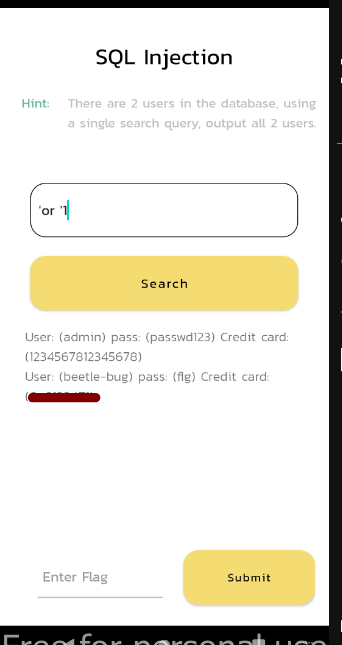 SQL Injection
Hint: There are 2 users in the database, using
a single search query, output all 2 users.
'or '1
Search
User: (admin) pass: (passwd123) Credit card:
(1234567812345678)
User: (beetle-bug) pass: (flg) Credit card:
Enter Flag
Submit
Free for personal use